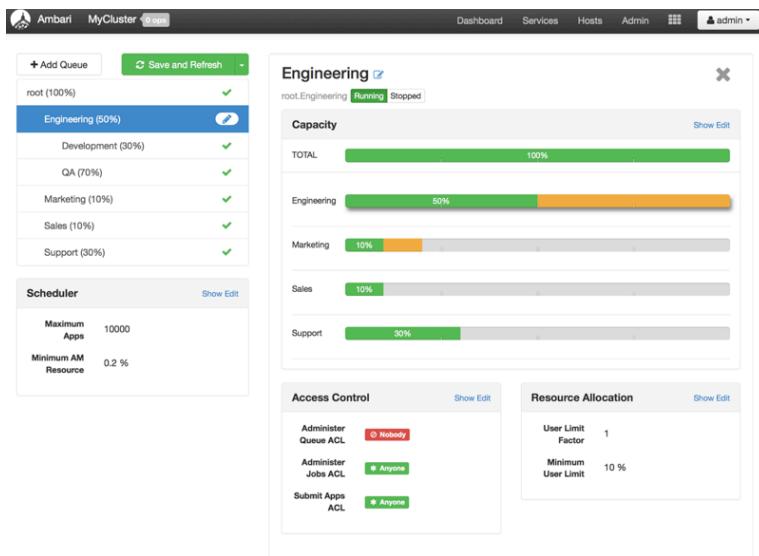 Ambari MyCluster 0 ops Dashboard Services Hosts Admin admin
+ Add Queue Save and Refresh
root (100%)
Engineering (50%)
Development (30%)
QA (70%)
Marketing (10%)
Sales (10%)
Support (30%)
Scheduler Show Edit
Maximum Apps 10000
Minimum AM Resource 0.2 %
Engineering
root.Engineering Running Stopped
Capacity Show Edit
TOTAL 100%
Engineering 50%
Marketing 10%
Sales 10%
Support 30%
Access Control Show Edit
Administer Queue ACL Nobody
Administer Jobs ACL Anyone
Submit Apps ACL Anyone
Resource Allocation Show Edit
User Limit Factor 1
Minimum User Limit 10 %